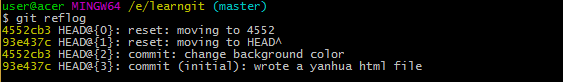 user@acer MINGW64 /e/learngit (master)
$ git reflog
4552cb3 HEAD@{0}: reset: moving to 4552
93e437c HEAD@{1}: reset: moving to HEAD^
4552cb3 HEAD@{2}: commit: change background color
93e437c HEAD@{3}: commit (initial): wrote a yanhua html file